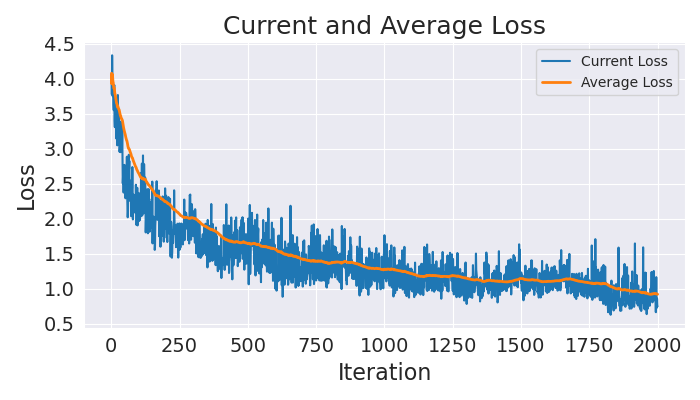 Current and Average Loss
4.5
4.0
3.5
3.0
2.5
2.0
1.5
1.0
0.5
Loss
Current Loss
Average Loss
0 250 500 750 1000 1250 1500 1750 2000
Iteration